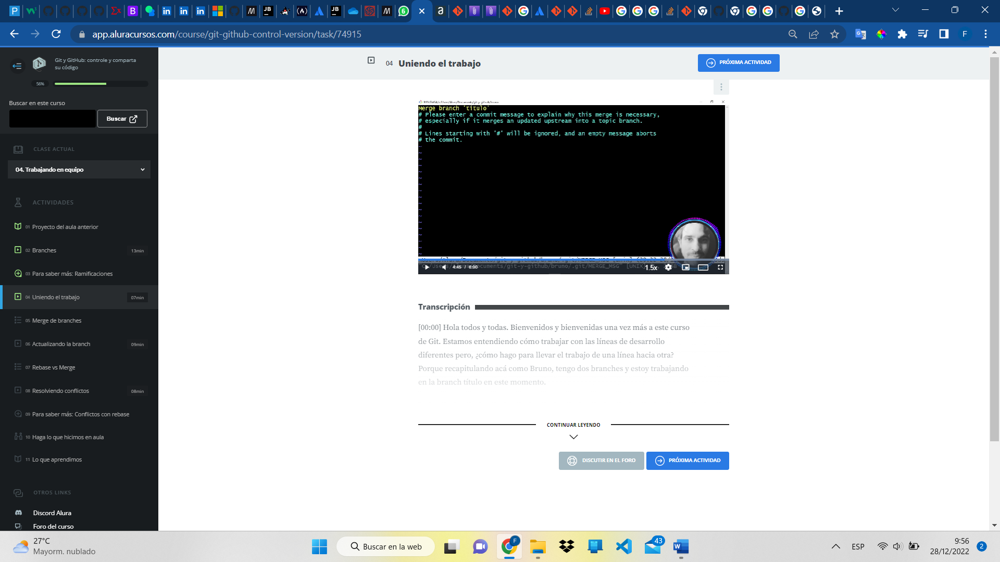 app.aluracursos.com/course/git-github-control-version/task/74915
Git y GitHub: controle y comparta
su código
56%
Buscar en este curso
Buscar
CLASE ACTUAL
04. Trabajando en equipo
ACTIVIDADES
01 Proyecto del aula anterior
02 Branches 13min
03 Para saber más: Ramificaciones
04 Uniendo el trabajo 07min
05 Merge de branches
06 Actualizando la branch 09min
07 Rebase vs Merge
08 Resolviendo conflictos 08min
09 Para saber más: Conflictos con rebase
10 Haga lo que hicimos en aula
11 Lo que aprendimos
OTROS LINKS
Discord Alura
Foro del curso
04 Uniendo el trabajo
PRÓXIMA ACTIVIDAD
MINGW64:/c/Users/Alura/Documents/git-y-github/bruno
Merge branch 'titulo'
# Please enter a commit message to explain why this merge is necessary,
# especially if it merges an updated upstream into a topic branch.
#
# Lines starting with '#' will be ignored, and an empty message aborts
# the commit.
4:45 / 6:00
1.5x
Transcripción
[00:00] Hola todos y todas. Bienvenidos y bienvenidas una vez más a este curso
de Git. Estamos entendiendo cómo trabajar con las líneas de desarrollo
diferentes pero, ¿cómo hago para llevar el trabajo de una línea hacia otra?
Porque recapitulando acá como Bruno, tengo dos branches y estoy trabajando
en la branch título en este momento.
CONTINUAR LEYENDO
DISCUTIR EN EL FORO
PRÓXIMA ACTIVIDAD
27°C
Mayorm. nublado
Buscar en la web
43
ESP
9:56
28/12/2022
2